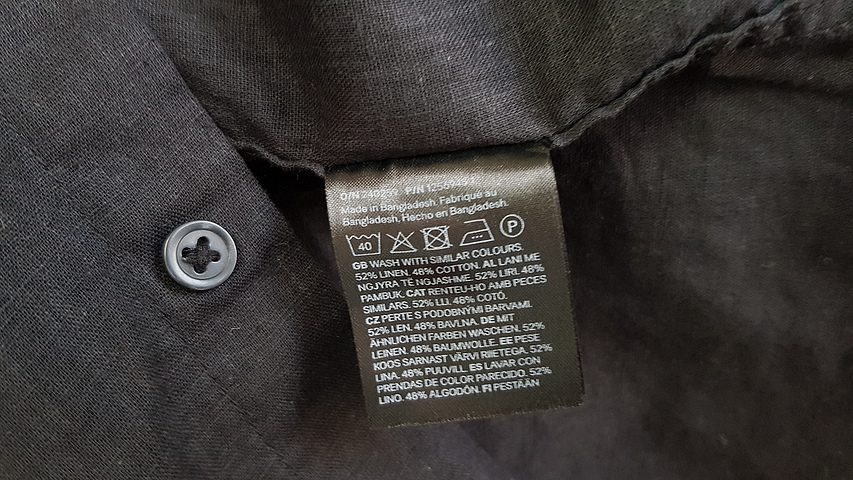 O/N 240299 P/N 1256949
Made in Bangladesh. Fabriqué au
Bangladesh. Hecho en Bangladesh.
40 P
GB WASH WITH SIMILAR COLOURS.
52% LINEN. 48% COTTON. AL LANI ME
NGJYRA TË NGJASHME. 52% LIRI. 48%
PAMBUK. CAT RENTEU-HO AMB PECES
SIMILARS. 52% LLI. 48% COTÓ.
CZ PERTE S PODOBNÝMI BARVAMI.
52% LEN. 48% BAVLNA. DE MIT
ÄHNLICHEN FARBEN WASCHEN. 52%
LEINEN. 48% BAUMWOLLE. EE PESE
KOOS SARNAST VÄRVI RIIETEGA. 52%
LINA. 48% PUUVILL. ES LAVAR CON
PRENDAS DE COLOR PARECIDO. 52%
LINO. 48% ALGODÓN. FI PESTÄÄN